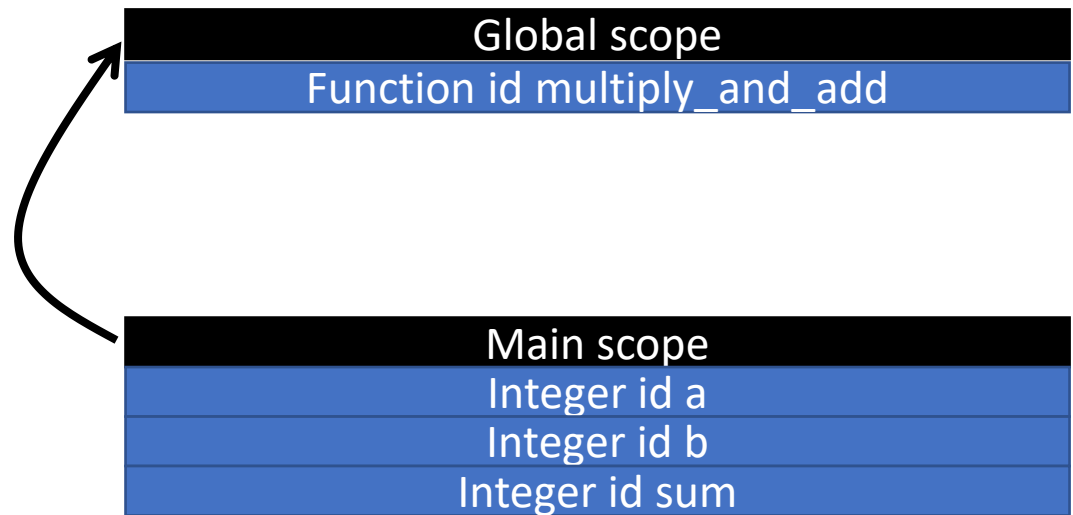 Global scope
Function id multiply_and_add
Main scope
Integer id a
Integer id b
Integer id sum